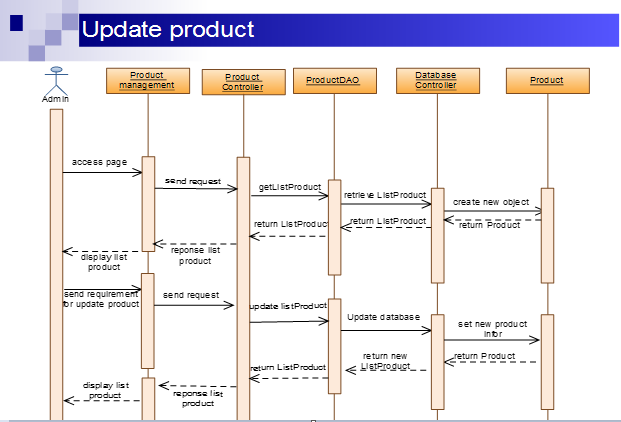 Update product
Admin
Product
management
Product
Controller
ProductDAO
Database
Controller
Product
access page
send request
getListProduct
retrieve ListProduct
create new object
return Product
return ListProduct
return ListProduc
reponse list
product
display list
product
send requirement
for update product
send request
update listProduct
Update database
set new product
infor
return Product
return new
ListProduct
return ListProduct
reponse list
product
display list
product